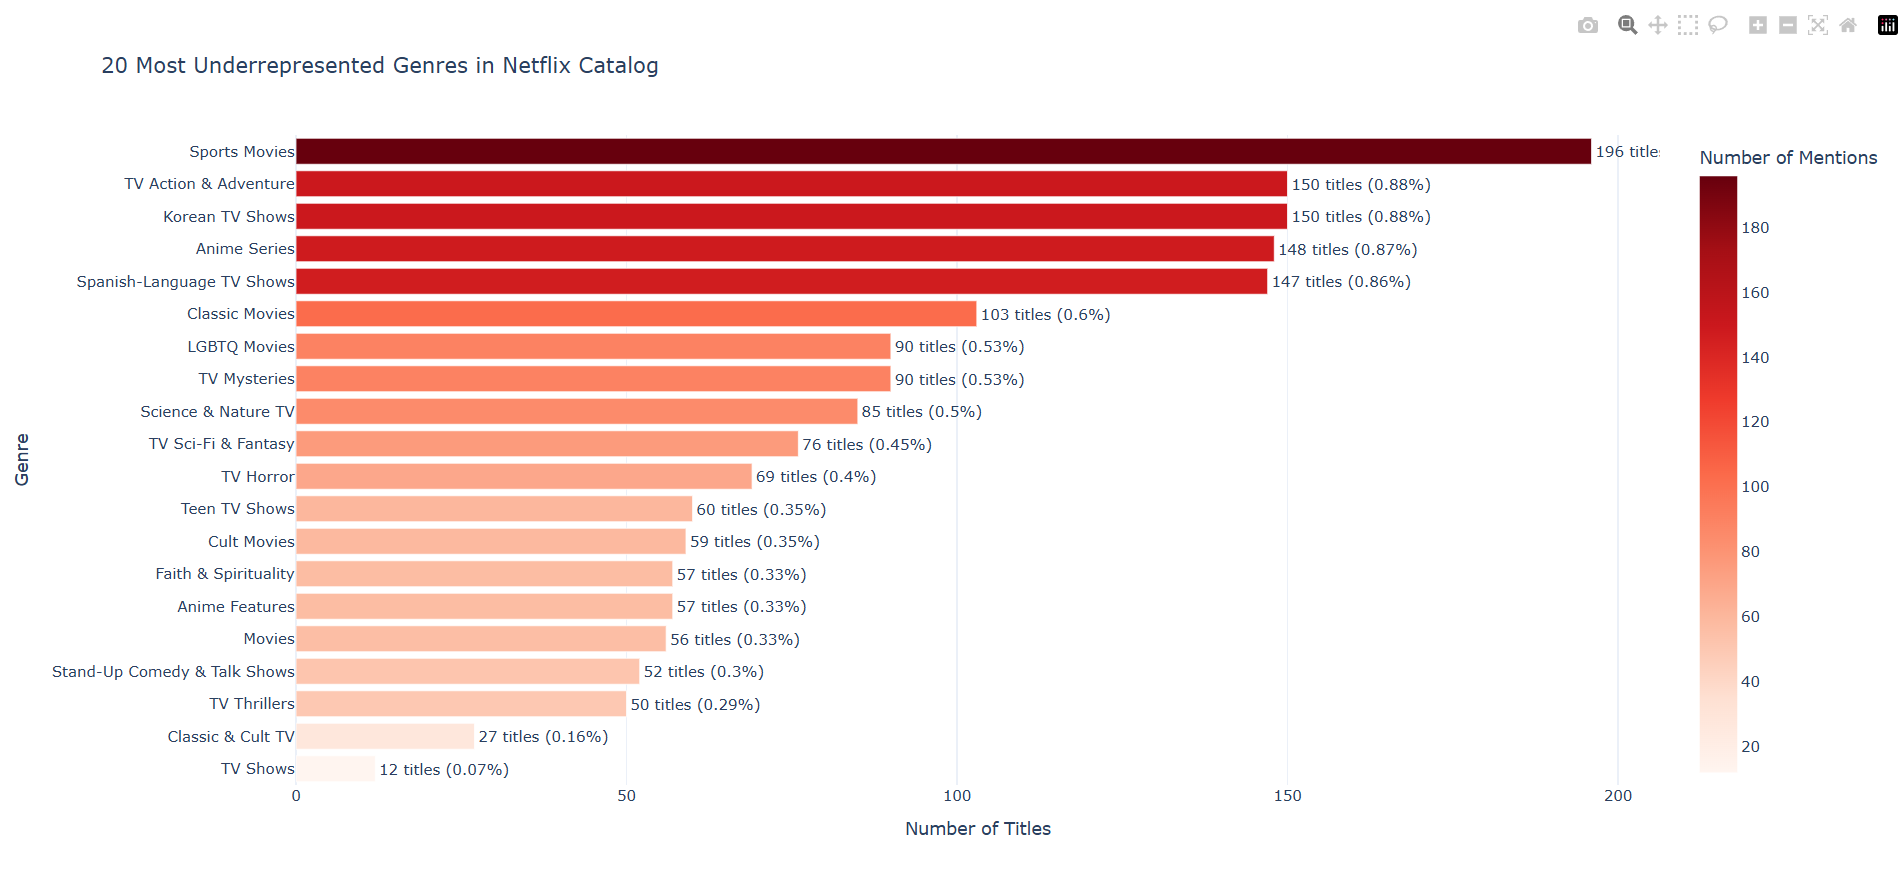 20 Most Underrepresented Genres in Netflix Catalog
Sports Movies 196 titles
TV Action & Adventure 150 titles (0.88%)
Korean TV Shows 150 titles (0.88%)
Anime Series 148 titles (0.87%)
Spanish-Language TV Shows 147 titles (0.86%)
Classic Movies 103 titles (0.6%)
LGBTQ Movies 90 titles (0.53%)
TV Mysteries 90 titles (0.53%)
Science & Nature TV 85 titles (0.5%)
TV Sci-Fi & Fantasy 76 titles (0.45%)
TV Horror 69 titles (0.4%)
Teen TV Shows 60 titles (0.35%)
Cult Movies 59 titles (0.35%)
Faith & Spirituality 57 titles (0.33%)
Anime Features 57 titles (0.33%)
Movies 56 titles (0.33%)
Stand-Up Comedy & Talk Shows 52 titles (0.3%)
TV Thrillers 50 titles (0.29%)
Classic & Cult TV 27 titles (0.16%)
TV Shows 12 titles (0.07%)
0 50 100 150 200
Number of Titles
Genre
Number of Mentions
180
160
140
120
100
80
60
40
20